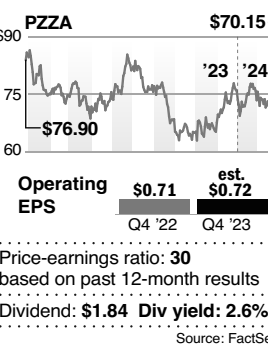 PZZA $70.15
$90
'23 '24
75
$76.90
60
Operating EPS
$0.71
est. $0.72
Q4 '22 Q4 '23
Price-earnings ratio: 30
based on past 12-month results
Dividend: $1.84 Div yield: 2.6%
Source: FactSe